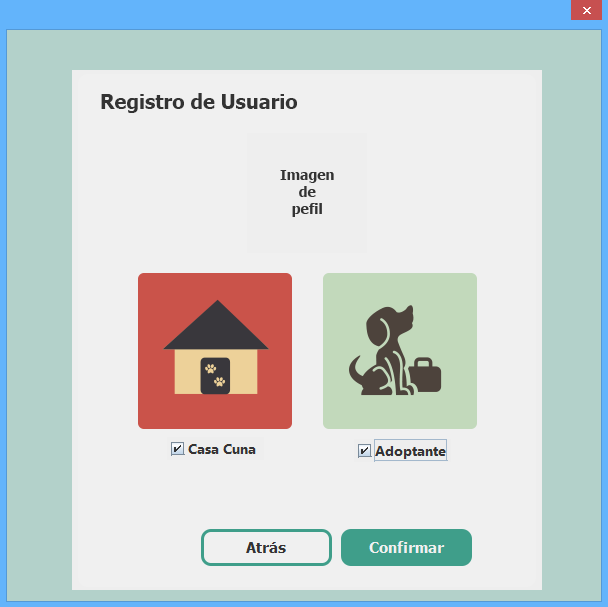 Registro de Usuario
Imagen
de
pefil
Casa Cuna
Adoptante
Atrás
Confirmar